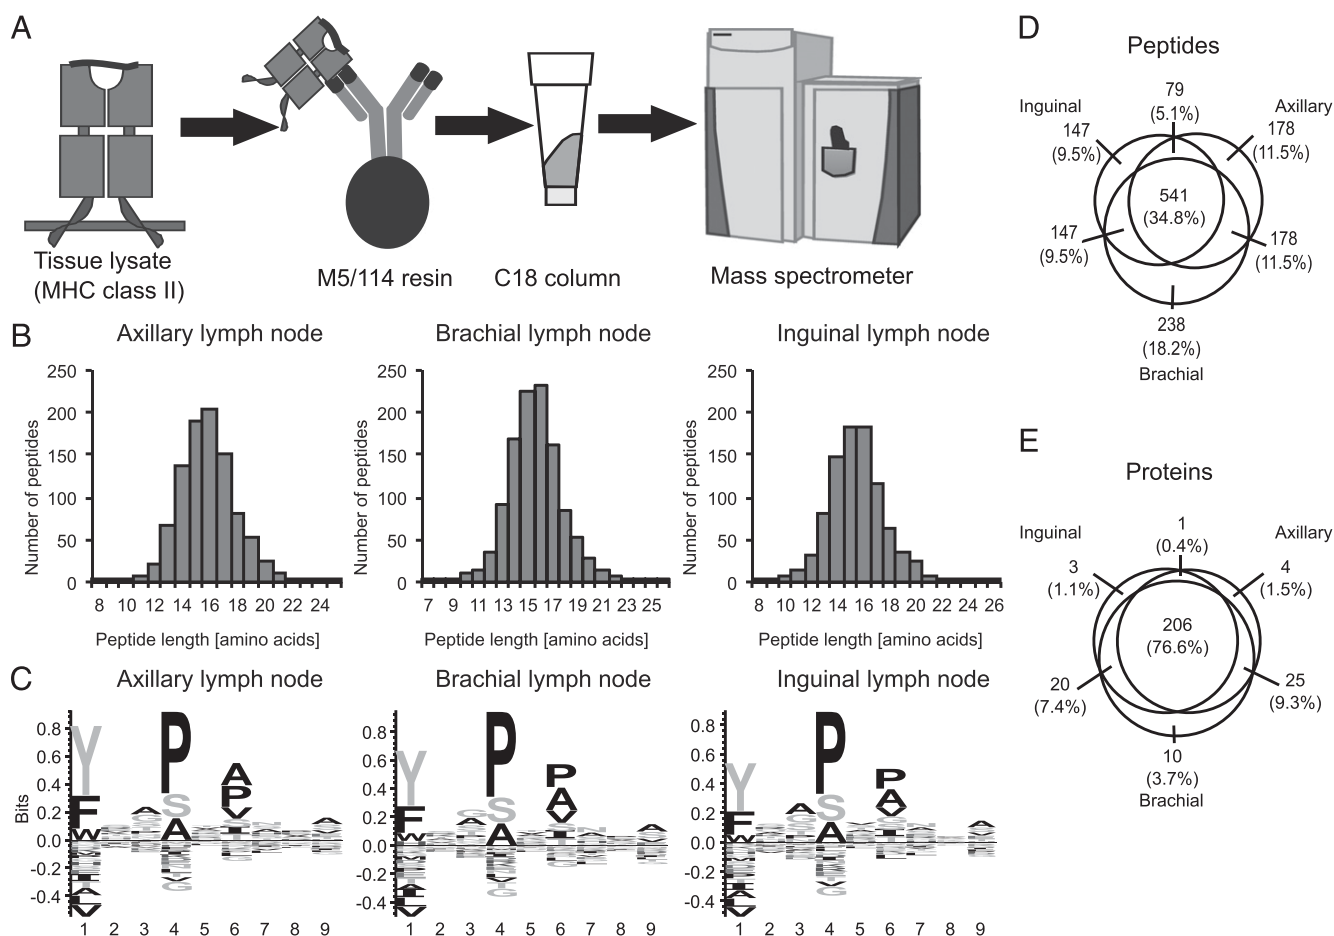 A
Tissue lysate
(MHC class II)
M5/114 resin
C18 column
Mass spectrometer
B
Axillary lymph node
Number of peptides
250
200
150
100
50
0
8 10 12 14 16 18 20 22 24
Peptide length [amino acids]
Brachial lymph node
Number of peptides
250
200
150
100
50
0
7 9 11 13 15 17 19 21 23 25
Peptide length [amino acids]
Inguinal lymph node
Number of peptides
250
200
150
100
50
0
8 10 12 14 16 18 20 22 24 26
Peptide length [amino acids]
C
Axillary lymph node
Bits
0.8
0.6
0.4
0.2
0.0
-0.2
-0.4
Y
F
W
P
S
A
G
A
P
V
A
1 2 3 4 5 6 7 8 9
Brachial lymph node
0.8
0.6
0.4
0.2
0.0
-0.2
-0.4
Y
F
W
G
A
P
S
A
G
P
A
V
A
1 2 3 4 5 6 7 8 9
Inguinal lymph node
0.8
0.6
0.4
0.2
0.0
-0.2
-0.4
Y
F
W
A
G
P
S
A
G
P
A
V
A
1 2 3 4 5 6 7 8 9
D
Peptides
79
(5.1%)
Inguinal
147
(9.5%)
Axillary
178
(11.5%)
541
(34.8%)
147
(9.5%)
178
(11.5%)
238
(18.2%)
Brachial
E
Proteins
1
(0.4%)
Inguinal
3
(1.1%)
Axillary
4
(1.5%)
206
(76.6%)
20
(7.4%)
25
(9.3%)
10
(3.7%)
Brachial